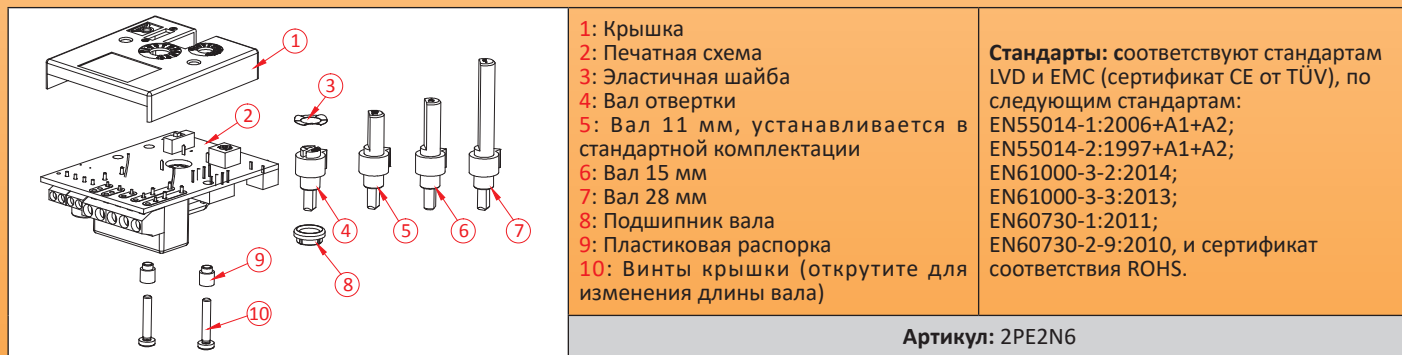 1
2
3
4
5
6
7
8
9
10
1: Крышка
2: Печатная схема
3: Эластичная шайба
4: Вал отвертки
5: Вал 11 мм, устанавливается в
стандартной комплектации
6: Вал 15 мм
7: Вал 28 мм
8: Подшипник вала
9: Пластиковая распорка
10: Винты крышки (открутите для
изменения длины вала)
Стандарты: соответствуют стандартам
LVD и EMC (сертификат CE от TÜV), по
следующим стандартам:
EN55014-1:2006+A1+A2;
EN55014-2:1997+A1+A2;
EN61000-3-2:2014;
EN61000-3-3:2013;
EN60730-1:2011;
EN60730-2-9:2010, и сертификат
соответствия ROHS.
Артикул: 2PE2N6